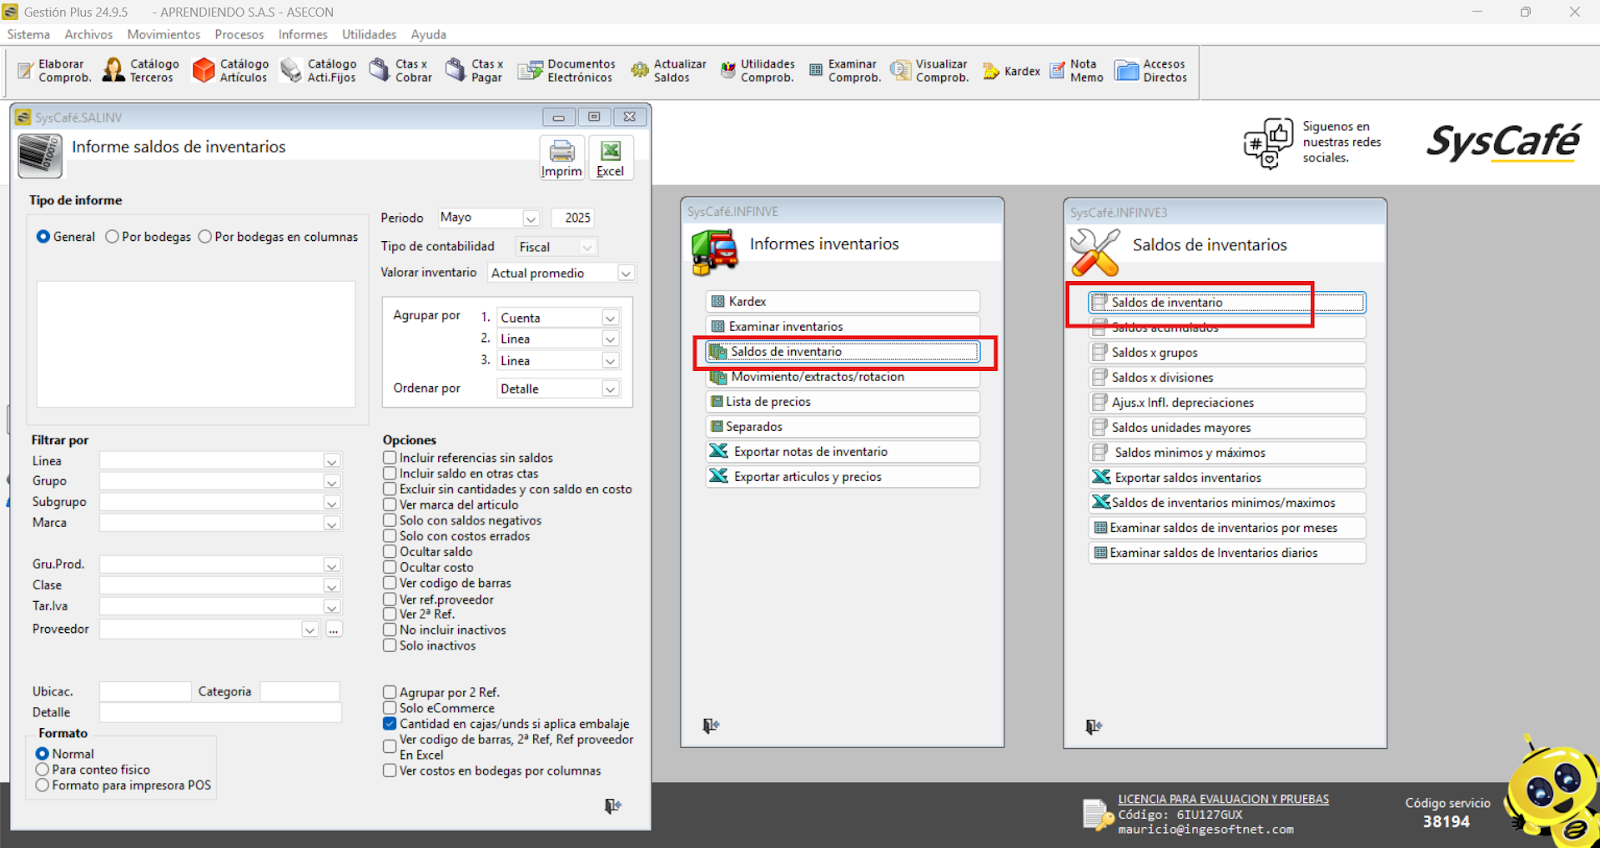 Gestión Plus 24.9.5 - APRENDIENDO S.A.S - ASECON
Sistema Archivos Movimientos Procesos Informes Utilidades Ayuda
Elaborar Comprob.
Catálogo Terceros
Catálogo Artículos
Catálogo Acti.Fijos
Ctas x Cobrar
Ctas x Pagar
Documentos Electrónicos
Actualizar Saldos
Utilidades Comprob.
Examinar Comprob.
Visualizar Comprob.
Kardex
Nota Memo
Accesos Directos
Siguenos en
nuestras redes
sociales.
SysCafé
SysCafé.SALINV
Informe saldos de inventarios
Imprim
Excel
Tipo de informe
General Por bodegas Por bodegas en columnas
Periodo Mayo 2025
Tipo de contabilidad Fiscal
Valorar inventario Actual promedio
Agrupar por 1. Cuenta
2. Linea
3. Linea
Ordenar por Detalle
Filtrar por
Linea
Grupo
Subgrupo
Marca
Gru.Prod.
Clase
Tar.Iva
Proveedor ...
Ubicac. Categoria
Detalle
Formato
Normal
Para conteo fisico
Formato para impresora POS
Opciones
Incluir referencias sin saldos
Incluir saldo en otras ctas
Excluir sin cantidades y con saldo en costo
Ver marca del articulo
Solo con saldos negativos
Solo con costos errados
Ocultar saldo
Ocultar costo
Ver codigo de barras
Ver ref.proveedor
Ver 2ª Ref.
No incluir inactivos
Solo inactivos
Agrupar por 2 Ref.
Solo eCommerce
Cantidad en cajas/unds si aplica embalaje
Ver codigo de barras, 2ª Ref, Ref proveedor
En Excel
Ver costos en bodegas por columnas
SysCafé.INFINVE
Informes inventarios
Kardex
Examinar inventarios
Saldos de inventario
Movimiento/extractos/rotacion
Lista de precios
Separados
Exportar notas de inventario
Exportar articulos y precios
SysCafé.INFINVE3
Saldos de inventarios
Saldos de inventario
Saldos acumulados
Saldos x grupos
Saldos x divisiones
Ajus.x Infl. depreciaciones
Saldos unidades mayores
Saldos minimos y máximos
Exportar saldos inventarios
Saldos de inventarios minimos/maximos
Examinar saldos de inventarios por meses
Examinar saldos de Inventarios diarios
LICENCIA PARA EVALUACION Y PRUEBAS
Código: 6IU127GUX
mauricio@ingesoftnet.com
Código servicio
38194